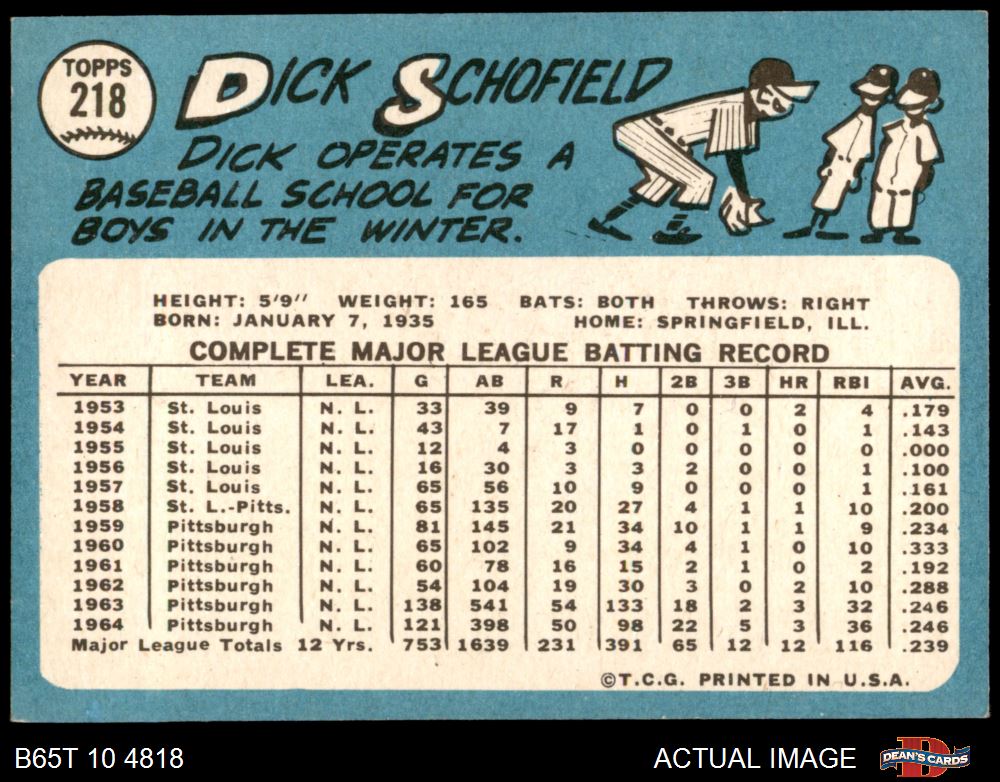 TOPPS
218
DICK SCHOFIELD
DICK OPERATES A
BASEBALL SCHOOL FOR
BOYS IN THE WINTER.
HEIGHT: 5'9" WEIGHT: 165 BATS: BOTH THROWS: RIGHT
BORN: JANUARY 7, 1935 HOME: SPRINGFIELD, ILL.
COMPLETE MAJOR LEAGUE BATTING RECORD
YEAR TEAM LEA. G AB R H 2B 3B HR RBI AVG.
1953 St. Louis N. L. 33 39 9 7 0 0 2 4 .179
1954 St. Louis N. L. 43 7 17 1 0 1 0 1 .143
1955 St. Louis N. L. 12 4 3 0 0 0 0 0 .000
1956 St. Louis N. L. 16 30 3 3 2 0 0 1 .100
1957 St. Louis N. L. 65 56 10 9 0 0 0 1 .161
1958 St. L.-Pitts. N. L. 65 135 20 27 4 1 1 10 .200
1959 Pittsburgh N. L. 81 145 21 34 10 1 1 9 .234
1960 Pittsburgh N. L. 65 102 9 34 4 1 0 10 .333
1961 Pittsburgh N. L. 60 78 16 15 2 1 0 2 .192
1962 Pittsburgh N. L. 54 104 19 30 3 0 2 10 .288
1963 Pittsburgh N. L. 138 541 54 133 18 2 3 32 .246
1964 Pittsburgh N. L. 121 398 50 98 22 5 3 36 .246
Major League Totals 12 Yrs. 753 1639 231 391 65 12 12 116 .239
©T.C.G. PRINTED IN U.S.A.
B65T 10 4818 ACTUAL IMAGE DEAN'S CARDS